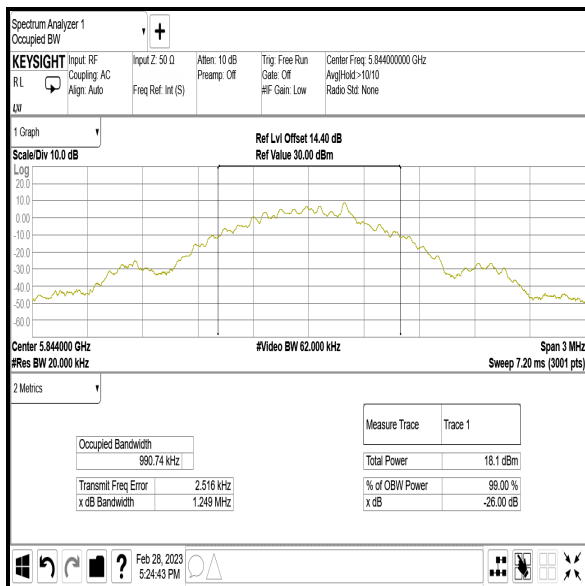 Spectrum Analyzer 1
Occupied BW
KEYSIGHT
RL
LXI
Input: RF
Coupling: AC
Align: Auto
Input Z: 50 Ω
Freq Ref: Int (S)
Atten: 10 dB
Preamp: Off
Trig: Free Run
Gate: Off
#IF Gain: Low
Center Freq: 5.844000000 GHz
Avg|Hold:>10/10
Radio Std: None
1 Graph
Scale/Div 10.0 dB
Ref Lvl Offset 14.40 dB
Ref Value 30.00 dBm
Log
20.0
10.0
0.00
-10.0
-20.0
-30.0
-40.0
-50.0
-60.0
Center 5.844000 GHz
#Res BW 20.000 kHz
#Video BW 62.000 kHz
Span 3 MHz
Sweep 7.20 ms (3001 pts)
2 Metrics
Occupied Bandwidth
990.74 kHz
Transmit Freq Error 2.516 kHz
x dB Bandwidth 1.249 MHz
Measure Trace Trace 1
Total Power 18.1 dBm
% of OBW Power 99.00 %
x dB -26.00 dB
?
Feb 28, 2023
5:24:43 PM